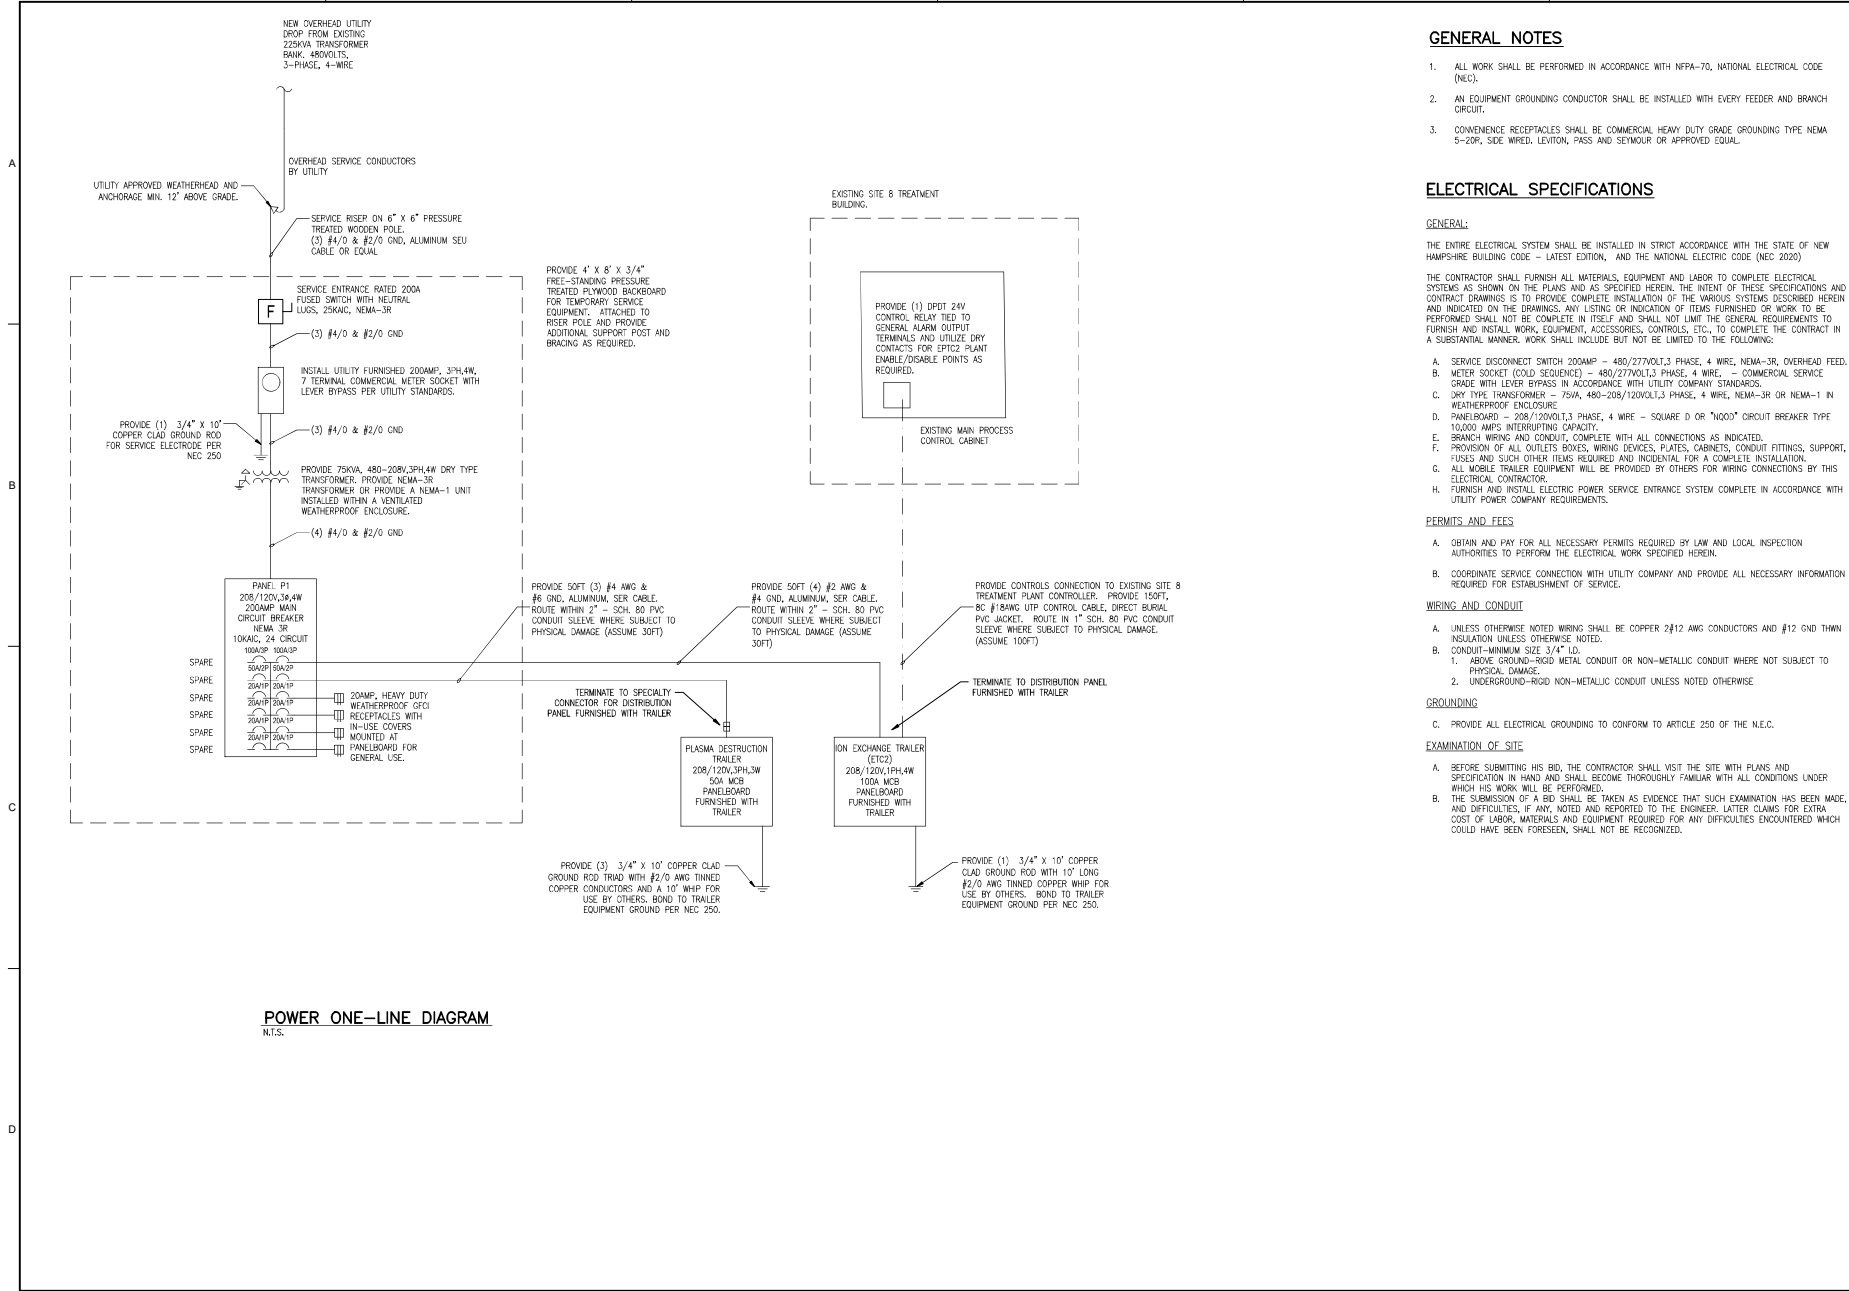 NEW OVERHEAD UTILITY
DROP FROM EXISTING
225KVA TRANSFORMER
BANK. 480VOLTS,
3-PHASE, 4-WIRE
OVERHEAD SERVICE CONDUCTORS
BY UTILITY
UTILITY APPROVED WEATHERHEAD AND
ANCHORAGE MIN. 12' ABOVE GRADE.
SERVICE RISER ON 6" X 6" PRESSURE
TREATED WOODEN POLE.
(3) #4/0 & #2/0 GND, ALUMINUM SEU
CABLE OR EQUAL
SERVICE ENTRANCE RATED 200A
FUSED SWITCH WITH NEUTRAL
LUGS, 25KAIC, NEMA-3R
F
(3) #4/0 & #2/0 GND
INSTALL UTILITY FURNISHED 200AMP, 3PH,4W,
7 TERMINAL COMMERCIAL METER SOCKET WITH
LEVER BYPASS PER UTILITY STANDARDS.
PROVIDE (1) 3/4" X 10'
COPPER CLAD GROUND ROD
FOR SERVICE ELECTRODE PER
NEC 250
(3) #4/0 & #2/0 GND
PROVIDE 75KVA, 480-208V,3PH,4W DRY TYPE
TRANSFORMER. PROVIDE NEMA-3R
TRANSFORMER OR PROVIDE A NEMA-1 UNIT
INSTALLED WITHIN A VENTILATED
WEATHERPROOF ENCLOSURE.
(4) #4/0 & #2/0 GND
PROVIDE 4' X 8' X 3/4"
FREE-STANDING PRESSURE
TREATED PLYWOOD BACKBOARD
FOR TEMPORARY SERVICE
EQUIPMENT. ATTACHED TO
RISER POLE AND PROVIDE
ADDITIONAL SUPPORT POST AND
BRACING AS REQUIRED.
PANEL P1
208/120V,3ø,4W
200AMP MAIN
CIRCUIT BREAKER
NEMA 3R
10KAIC, 24 CIRCUIT
100A/3P 100A/3P
SPARE
50A/2P 50A/2P
SPARE
20A/1P 20A/1P
SPARE
20A/1P 20A/1P
SPARE
20A/1P 20A/1P
SPARE
20A/1P 20A/1P
SPARE
20AMP, HEAVY DUTY
WEATHERPROOF GFCI
RECEPTACLES WITH
IN-USE COVERS
MOUNTED AT
PANELBOARD FOR
GENERAL USE.
PROVIDE 50FT (3) #4 AWG &
#6 GND, ALUMINUM, SER CABLE.
ROUTE WITHIN 2" - SCH. 80 PVC
CONDUIT SLEEVE WHERE SUBJECT TO
PHYSICAL DAMAGE (ASSUME 30FT)
PROVIDE 50FT (4) #2 AWG &
#4 GND, ALUMINUM, SER CABLE.
ROUTE WITHIN 2" - SCH. 80 PVC
CONDUIT SLEEVE WHERE SUBJECT
TO PHYSICAL DAMAGE (ASSUME
30FT)
PROVIDE CONTROLS CONNECTION TO EXISTING SITE 8
TREATMENT PLANT CONTROLLER. PROVIDE 150FT,
8C #18AWG UTP CONTROL CABLE, DIRECT BURIAL
PVC JACKET. ROUTE IN 1" SCH. 80 PVC CONDUIT
SLEEVE WHERE SUBJECT TO PHYSICAL DAMAGE.
(ASSUME 100FT)
EXISTING SITE 8 TREATMENT
BUILDING.
PROVIDE (1) DPDT 24V
CONTROL RELAY TIED TO
GENERAL ALARM OUTPUT
TERMINALS AND UTILIZE DRY
CONTACTS FOR EPTC2 PLANT
ENABLE/DISABLE POINTS AS
REQUIRED.
EXISTING MAIN PROCESS
CONTROL CABINET
TERMINATE TO SPECIALTY
CONNECTOR FOR DISTRIBUTION
PANEL FURNISHED WITH TRAILER
TERMINATE TO DISTRIBUTION PANEL
FURNISHED WITH TRAILER
PLASMA DESTRUCTION
TRAILER
208/120V,3PH,3W
50A MCB
PANELBOARD
FURNISHED WITH
TRAILER
ION EXCHANGE TRAILER
(ETC2)
208/120V,1PH,4W
100A MCB
PANELBOARD
FURNISHED WITH
TRAILER
PROVIDE (3) 3/4" X 10' COPPER CLAD
GROUND ROD TRIAD WITH #2/0 AWG TINNED
COPPER CONDUCTORS AND A 10' WHIP FOR
USE BY OTHERS. BOND TO TRAILER
EQUIPMENT GROUND PER NEC 250.
PROVIDE (1) 3/4" X 10' COPPER
CLAD GROUND ROD WITH 10' LONG
#2/0 AWG TINNED COPPER WHIP FOR
USE BY OTHERS. BOND TO TRAILER
EQUIPMENT GROUND PER NEC 250.
POWER ONE-LINE DIAGRAM
N.T.S.
A
B
C
D
GENERAL NOTES
1. ALL WORK SHALL BE PERFORMED IN ACCORDANCE WITH NFPA-70, NATIONAL ELECTRICAL CODE
(NEC).
2. AN EQUIPMENT GROUNDING CONDUCTOR SHALL BE INSTALLED WITH EVERY FEEDER AND BRANCH
CIRCUIT.
3. CONVENIENCE RECEPTACLES SHALL BE COMMERCIAL HEAVY DUTY GRADE GROUNDING TYPE NEMA
5-20R, SIDE WIRED. LEVITON, PASS AND SEYMOUR OR APPROVED EQUAL.
ELECTRICAL SPECIFICATIONS
GENERAL:
THE ENTIRE ELECTRICAL SYSTEM SHALL BE INSTALLED IN STRICT ACCORDANCE WITH THE STATE OF NEW
HAMPSHIRE BUILDING CODE - LATEST EDITION, AND THE NATIONAL ELECTRIC CODE (NEC 2020)
THE CONTRACTOR SHALL FURNISH ALL MATERIALS, EQUIPMENT AND LABOR TO COMPLETE ELECTRICAL
SYSTEMS AS SHOWN ON THE PLANS AND AS SPECIFIED HEREIN. THE INTENT OF THESE SPECIFICATIONS AND
CONTRACT DRAWINGS IS TO PROVIDE COMPLETE INSTALLATION OF THE VARIOUS SYSTEMS DESCRIBED HEREIN
AND INDICATED ON THE DRAWINGS. ANY LISTING OR INDICATION OF ITEMS FURNISHED OR WORK TO BE
PERFORMED SHALL NOT BE COMPLETE IN ITSELF AND SHALL NOT LIMIT THE GENERAL REQUIREMENTS TO
FURNISH AND INSTALL WORK, EQUIPMENT, ACCESSORIES, CONTROLS, ETC., TO COMPLETE THE CONTRACT IN
A SUBSTANTIAL MANNER. WORK SHALL INCLUDE BUT NOT BE LIMITED TO THE FOLLOWING:
A. SERVICE DISCONNECT SWITCH 200AMP - 480/277VOLT,3 PHASE, 4 WIRE, NEMA-3R, OVERHEAD FEED.
B. METER SOCKET (COLD SEQUENCE) - 480/277VOLT,3 PHASE, 4 WIRE, - COMMERCIAL SERVICE
GRADE WITH LEVER BYPASS IN ACCORDANCE WITH UTILITY COMPANY STANDARDS.
C. DRY TYPE TRANSFORMER - 75VA, 480-208/120VOLT,3 PHASE, 4 WIRE, NEMA-3R OR NEMA-1 IN
WEATHERPROOF ENCLOSURE
D. PANELBOARD - 208/120VOLT,3 PHASE, 4 WIRE - SQUARE D OR "NQOD" CIRCUIT BREAKER TYPE
10,000 AMPS INTERRUPTING CAPACITY.
E. BRANCH WIRING AND CONDUIT, COMPLETE WITH ALL CONNECTIONS AS INDICATED.
F. PROVISION OF ALL OUTLETS BOXES, WIRING DEVICES, PLATES, CABINETS, CONDUIT FITTINGS, SUPPORT,
FUSES AND SUCH OTHER ITEMS REQUIRED AND INCIDENTAL FOR A COMPLETE INSTALLATION.
G. ALL MOBILE TRAILER EQUIPMENT WILL BE PROVIDED BY OTHERS FOR WIRING CONNECTIONS BY THIS
ELECTRICAL CONTRACTOR.
H. FURNISH AND INSTALL ELECTRIC POWER SERVICE ENTRANCE SYSTEM COMPLETE IN ACCORDANCE WITH
UTILITY POWER COMPANY REQUIREMENTS.
PERMITS AND FEES
A. OBTAIN AND PAY FOR ALL NECESSARY PERMITS REQUIRED BY LAW AND LOCAL INSPECTION
AUTHORITIES TO PERFORM THE ELECTRICAL WORK SPECIFIED HEREIN.
B. COORDINATE SERVICE CONNECTION WITH UTILITY COMPANY AND PROVIDE ALL NECESSARY INFORMATION
REQUIRED FOR ESTABLISHMENT OF SERVICE.
WIRING AND CONDUIT
A. UNLESS OTHERWISE NOTED WIRING SHALL BE COPPER 2#12 AWG CONDUCTORS AND #12 GND THWN
INSULATION UNLESS OTHERWISE NOTED.
B. CONDUIT-MINIMUM SIZE 3/4" I.D.
1. ABOVE GROUND-RIGID METAL CONDUIT OR NON-METALLIC CONDUIT WHERE NOT SUBJECT TO
PHYSICAL DAMAGE.
2. UNDERGROUND-RIGID NON-METALLIC CONDUIT UNLESS NOTED OTHERWISE
GROUNDING
C. PROVIDE ALL ELECTRICAL GROUNDING TO CONFORM TO ARTICLE 250 OF THE N.E.C.
EXAMINATION OF SITE
A. BEFORE SUBMITTING HIS BID, THE CONTRACTOR SHALL VISIT THE SITE WITH PLANS AND
SPECIFICATION IN HAND AND SHALL BECOME THOROUGHLY FAMILIAR WITH ALL CONDITIONS UNDER
WHICH HIS WORK WILL BE PERFORMED.
B. THE SUBMISSION OF A BID SHALL BE TAKEN AS EVIDENCE THAT SUCH EXAMINATION HAS BEEN MADE,
AND DIFFICULTIES, IF ANY, NOTED AND REPORTED TO THE ENGINEER. LATTER CLAIMS FOR EXTRA
COST OF LABOR, MATERIALS AND EQUIPMENT REQUIRED FOR ANY DIFFICULTIES ENCOUNTERED WHICH
COULD HAVE BEEN FORESEEN, SHALL NOT BE RECOGNIZED.